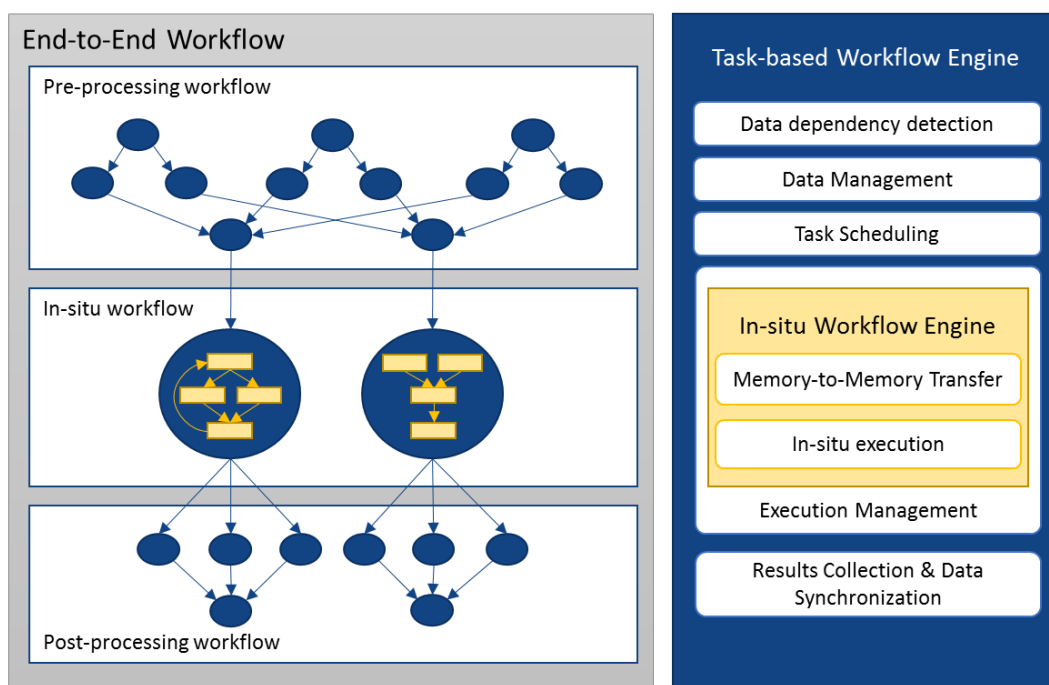 End-to-End Workflow
Pre-processing workflow
In-situ workflow
Post-processing workflow
Task-based Workflow Engine
Data dependency detection
Data Management
Task Scheduling
In-situ Workflow Engine
Memory-to-Memory Transfer
In-situ execution
Execution Management
Results Collection & Data
Synchronization